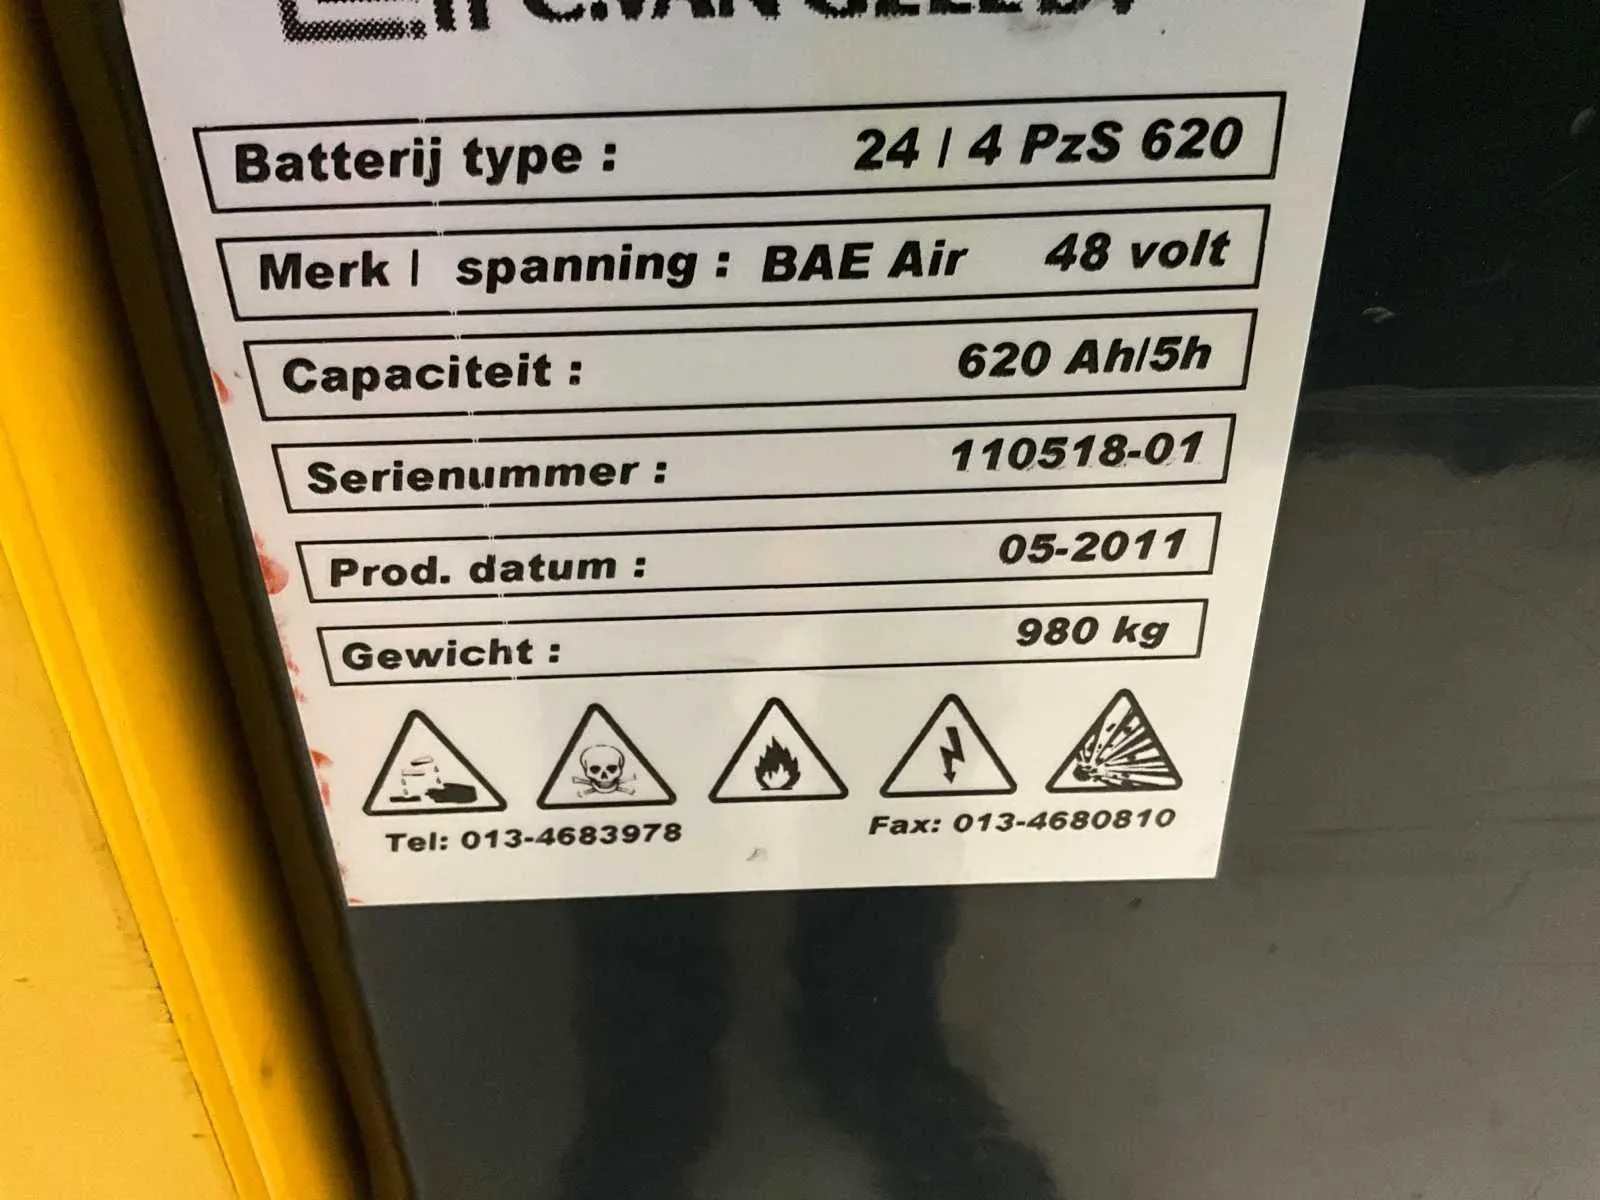 Batterij type : 24 / 4 PzS 620
Merk / spanning : BAE Air 48 volt
Capaciteit : 620 Ah/5h
Serienummer : 110518-01
Prod. datum : 05-2011
Gewicht : 980 kg
Tel: 013-4683978 Fax: 013-4680810